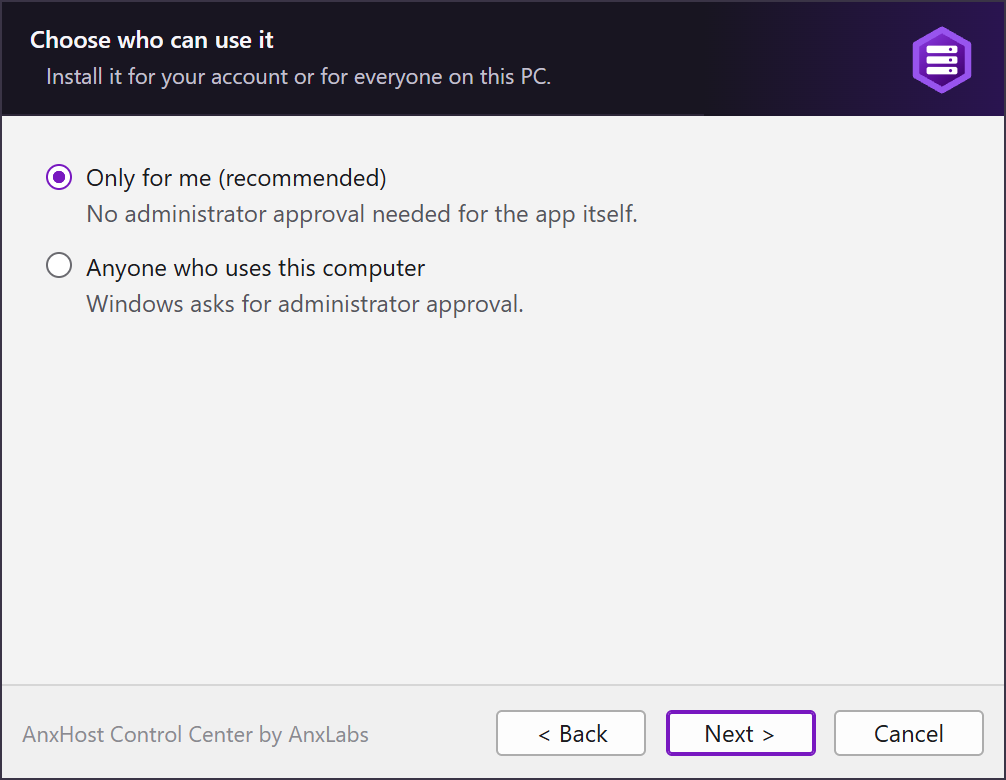 Choose who can use it
Install it for your account or for everyone on this PC.
Only for me (recommended)
No administrator approval needed for the app itself.
Anyone who uses this computer
Windows asks for administrator approval.
AnxHost Control Center by AnxLabs
< Back
Next >
Cancel